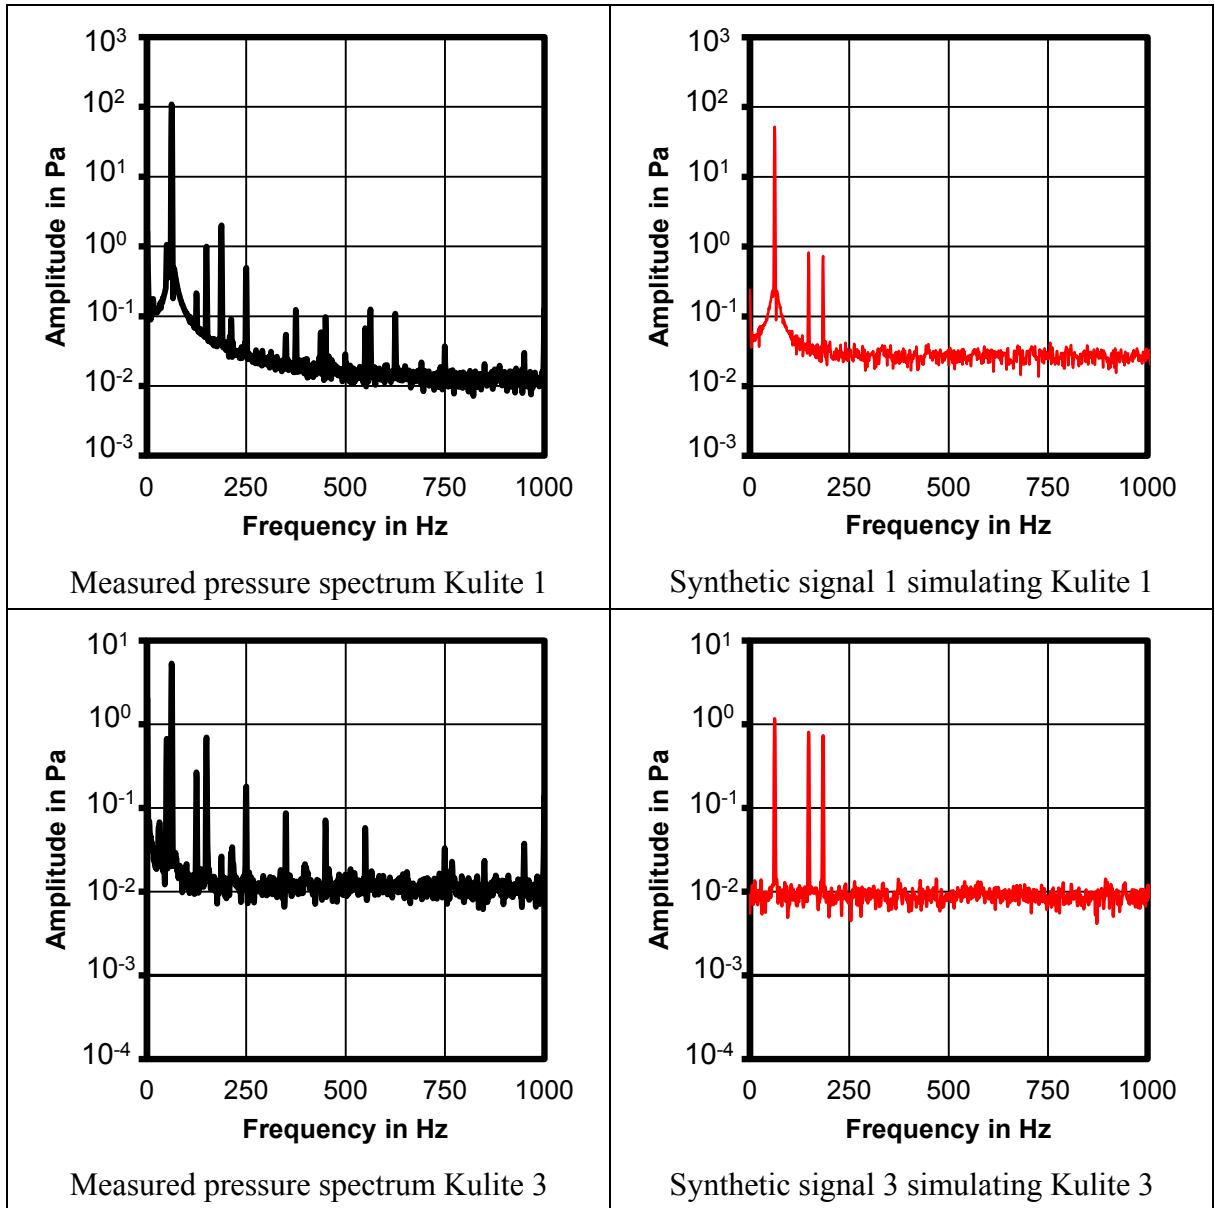 10³
10²
10¹
10⁰
10⁻¹
10⁻²
10⁻³
Amplitude in Pa
0 250 500 750 1000
Frequency in Hz
Measured pressure spectrum Kulite 1
10³
10²
10¹
10⁰
10⁻¹
10⁻²
10⁻³
Amplitude in Pa
0 250 500 750 1000
Frequency in Hz
Synthetic signal 1 simulating Kulite 1
10¹
10⁰
10⁻¹
10⁻²
10⁻³
10⁻⁴
Amplitude in Pa
0 250 500 750 1000
Frequency in Hz
Measured pressure spectrum Kulite 3
10¹
10⁰
10⁻¹
10⁻²
10⁻³
10⁻⁴
Amplitude in Pa
0 250 500 750 1000
Frequency in Hz
Synthetic signal 3 simulating Kulite 3